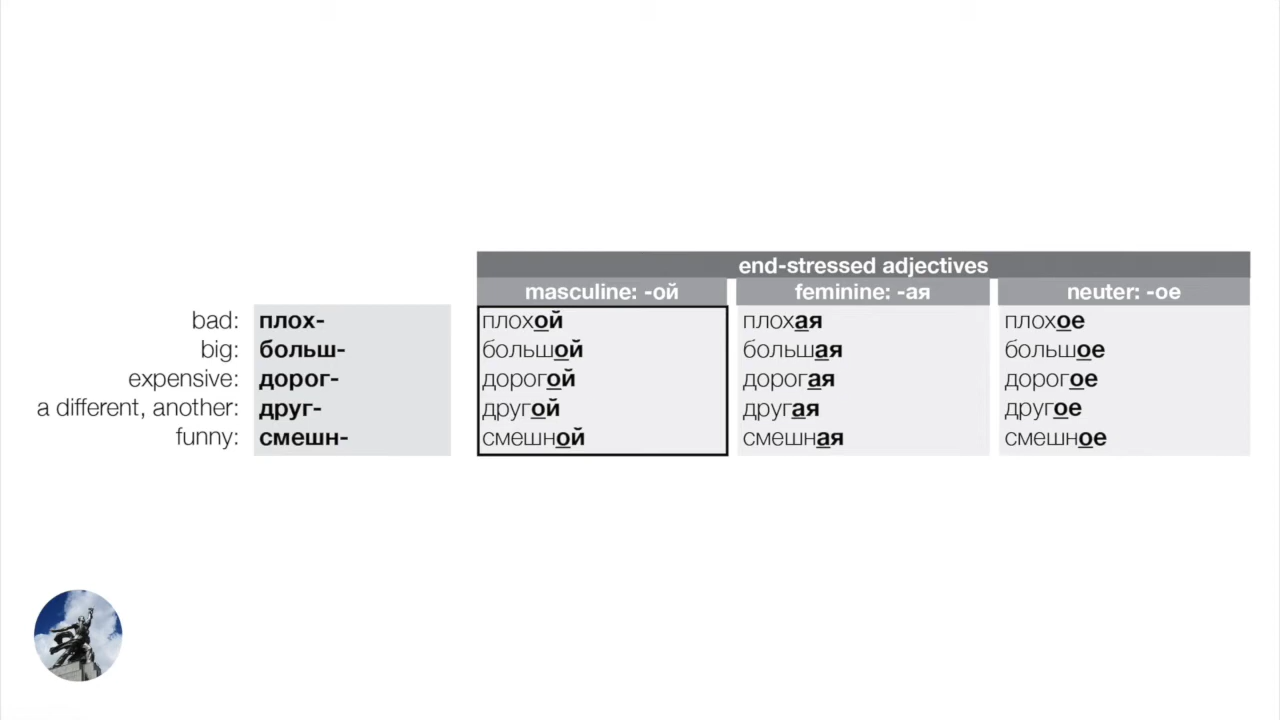 end-stressed adjectives
masculine: -ой feminine: -ая neuter: -ое
bad: плох- плохой плохая плохое
big: больш- большой большая большое
expensive: дорог- дорогой дорогая дорогое
a different, another: друг- другой другая другое
funny: смешн- смешной смешная смешное